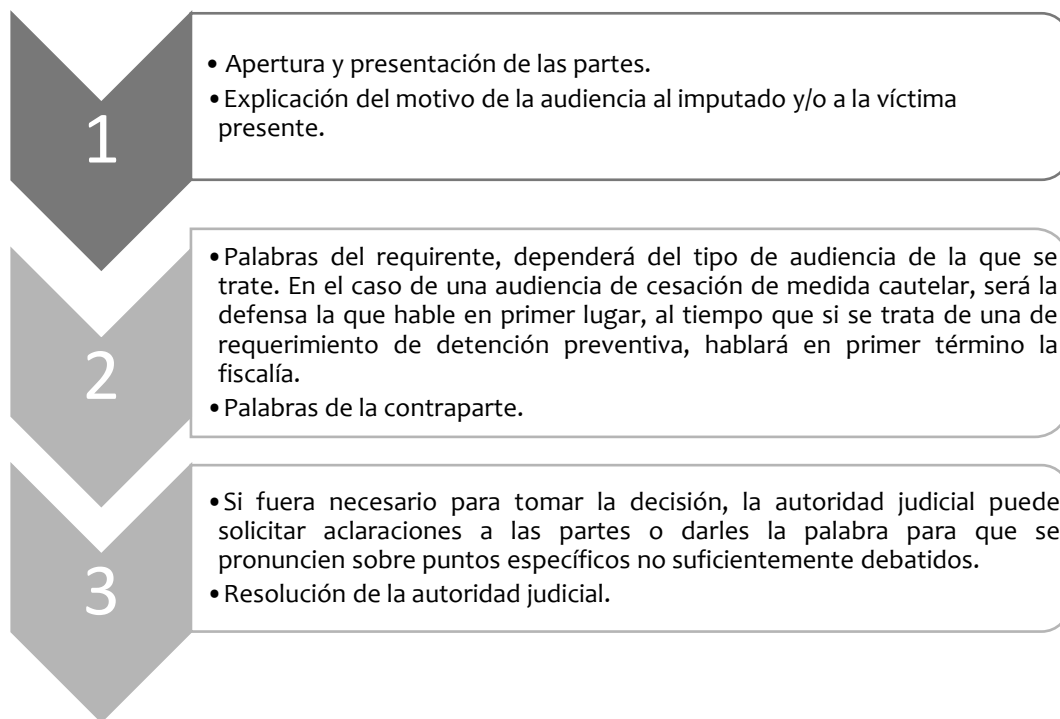 1
• Apertura y presentación de las partes.
• Explicación del motivo de la audiencia al imputado y/o a la víctima
presente.
2
• Palabras del requirente, dependerá del tipo de audiencia de la que se
trate. En el caso de una audiencia de cesación de medida cautelar, será la
defensa la que hable en primer lugar, al tiempo que si se trata de una de
requerimiento de detención preventiva, hablará en primer término la
fiscalía.
• Palabras de la contraparte.
3
• Si fuera necesario para tomar la decisión, la autoridad judicial puede
solicitar aclaraciones a las partes o darles la palabra para que se
pronuncien sobre puntos específicos no suficientemente debatidos.
• Resolución de la autoridad judicial.